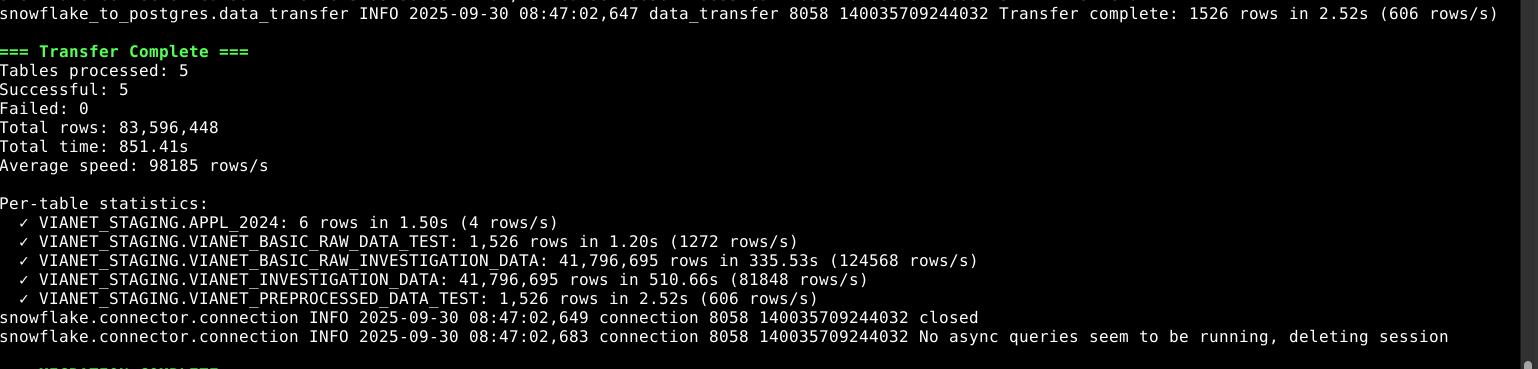 snowflake_to_postgres.data_transfer INFO 2025-09-30 08:47:02,647 data_transfer 8058 140035709244032 Transfer complete: 1526 rows in 2.52s (606 rows/s)
=== Transfer Complete ===
Tables processed: 5
Successful: 5
Failed: 0
Total rows: 83,596,448
Total time: 851.41s
Average speed: 98185 rows/s
Per-table statistics:
✓ VIANET_STAGING.APPL_2024: 6 rows in 1.50s (4 rows/s)
✓ VIANET_STAGING.VIANET_BASIC_RAW_DATA_TEST: 1,526 rows in 1.20s (1272 rows/s)
✓ VIANET_STAGING.VIANET_BASIC_RAW_INVESTIGATION_DATA: 41,796,695 rows in 335.53s (124568 rows/s)
✓ VIANET_STAGING.VIANET_INVESTIGATION_DATA: 41,796,695 rows in 510.66s (81848 rows/s)
✓ VIANET_STAGING.VIANET_PREPROCESSED_DATA_TEST: 1,526 rows in 2.52s (606 rows/s)
snowflake.connector.connection INFO 2025-09-30 08:47:02,649 connection 8058 140035709244032 closed
snowflake.connector.connection INFO 2025-09-30 08:47:02,683 connection 8058 140035709244032 No async queries seem to be running, deleting session